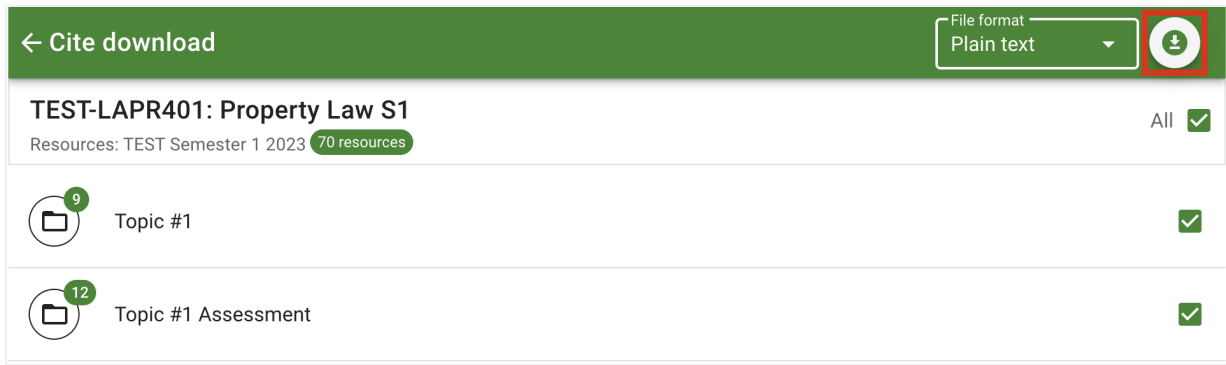 Cite download
File format
Plain text
TEST-LAPR401: Property Law S1
All
Resources: TEST Semester 1 2023 70 resources
9
Topic #1
12
Topic #1 Assessment